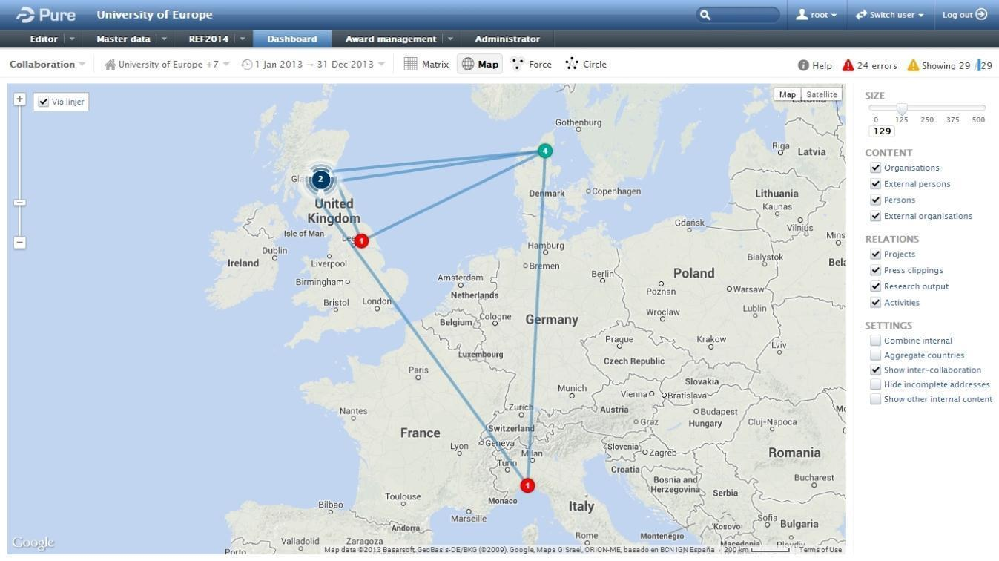 Pure University of Europe root Switch user Log out
Editor Master data REF2014 Dashboard Award management Administrator
Collaboration University of Europe +7 1 Jan 2013 → 31 Dec 2013 Matrix Map Force Circle Help 24 errors Showing 29 / 29
+ Vis linjer Map Satellite
Gothenburg
Riga
Latvia
4
2
United
Kingdom
Denmark
Copenhagen
Lithuania
Kaunas
Vilnius
Isle of Man
1
Gdańsk
Hamburg
Dublin
Ireland
Liverpool
Bremen
Bialystok
Birmingham
Amsterdam
Netherlands
Berlin
Poland
Poznan
Warsaw
Bristol
London
Belgium
Cologne
Germany
Wroclaw
Lublin
Luxembourg
Prague
Krakow
Lviv
Czech Republic
Paris
Slovakia
Munich
Vienna
Bratislava
Nantes
Zurich
Austria
Budapest
Hungary
Cluj-Napoca
France
Switzerland
Graz
Lyon
Geneva
Milan
Slovenia
Zagreb
Romania
Turin
Croatia
Bucharest
1
Bosnia and
Herzegovina
Serbia
Toulouse
Monaco
Italy
Bilbao
Marseille
Andorra
Sofia
Bulgaria
Kosovo
Valladolid
Zaragoza
Rome
Montenegro
Macedonia
Plovdiv
Porto
Google
Map data ©2013 Basarsoft, GeoBasis-DE/BKG (©2009), Google, Mapa GISrael, ORION-ME, basado en BCN IGN España - 200 km Terms of Use
SIZE
0 125 250 375 500
129
CONTENT
Organisations
External persons
Persons
External organisations
RELATIONS
Projects
Press clippings
Research output
Activities
SETTINGS
Combine internal
Aggregate countries
Show inter-collaboration
Hide incomplete addresses
Show other internal content